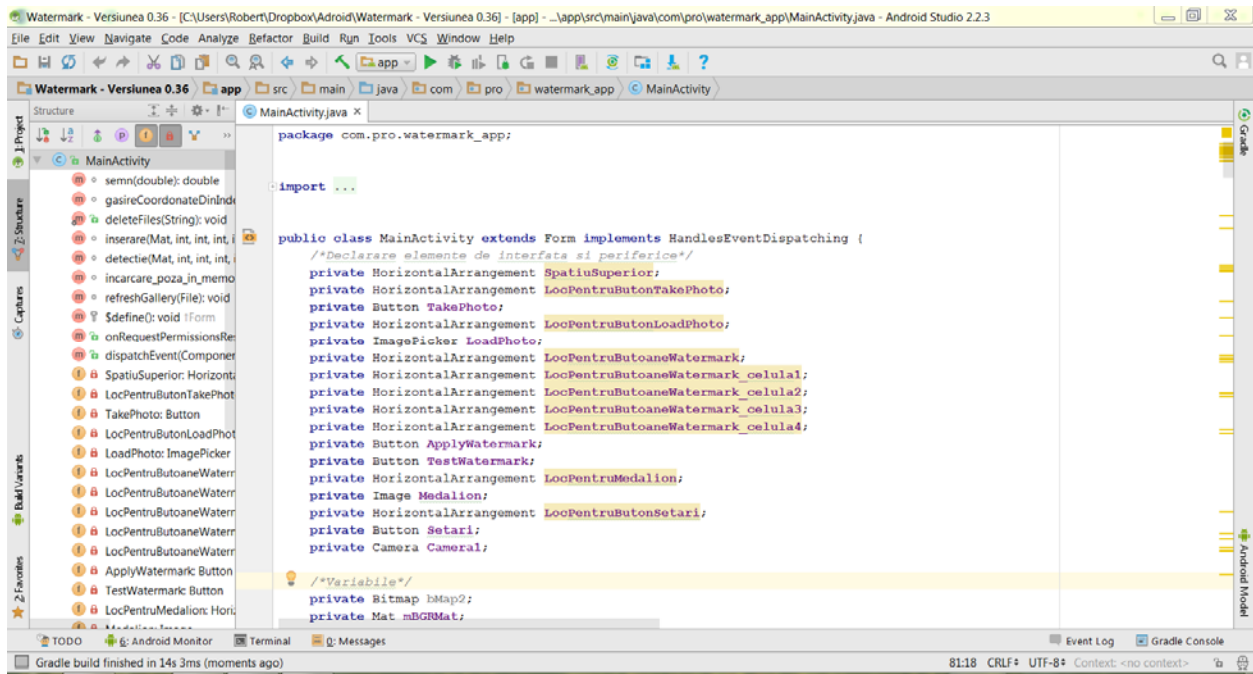 Watermark - Versiunea 0.36 - [C:\Users\Robert\Dropbox\Adroid\Watermark - Versiunea 0.36] - [app] - ...\app\src\main\java\com\pro\watermark_app\MainActivity.java - Android Studio 2.2.3
File Edit View Navigate Code Analyze Refactor Build Run Tools VCS Window Help
app
Watermark - Versiunea 0.36 app src main java com pro watermark_app MainActivity
Structure
MainActivity.java
1: Project
7: Structure
Captures
Build Variants
2: Favorites
MainActivity
semn(double): double
gasireCoordonateDinInde
deleteFiles(String): void
inserare(Mat, int, int, int, i
detectie(Mat, int, int, int,
incarcare_poza_in_memo
refreshGallery(File): void
$define(): void ↑Form
onRequestPermissionsRe
dispatchEvent(Componen
SpatiuSuperior: Horizonta
LocPentruButonTakePhot
TakePhoto: Button
LocPentruButonLoadPhot
LoadPhoto: ImagePicker
LocPentruButoaneWatern
LocPentruButoaneWatern
LocPentruButoaneWatern
LocPentruButoaneWatern
LocPentruButoaneWatern
ApplyWatermark: Button
TestWatermark: Button
LocPentruMedalion: Hori
package com.pro.watermark_app;
import ...
public class MainActivity extends Form implements HandlesEventDispatching {
/*Declarare elemente de interfata si periferice*/
private HorizontalArrangement SpatiuSuperior;
private HorizontalArrangement LocPentruButonTakePhoto;
private Button TakePhoto;
private HorizontalArrangement LocPentruButonLoadPhoto;
private ImagePicker LoadPhoto;
private HorizontalArrangement LocPentruButoaneWatermark;
private HorizontalArrangement LocPentruButoaneWatermark_celula1;
private HorizontalArrangement LocPentruButoaneWatermark_celula2;
private HorizontalArrangement LocPentruButoaneWatermark_celula3;
private HorizontalArrangement LocPentruButoaneWatermark_celula4;
private Button ApplyWatermark;
private Button TestWatermark;
private HorizontalArrangement LocPentruMedalion;
private Image Medalion;
private HorizontalArrangement LocPentruButonSetari;
private Button Setari;
private Camera Camera1;
/*Variabile*/
private Bitmap bMap2;
private Mat mBGRMat;
Gradle
Android Model
TODO 6: Android Monitor Terminal 0: Messages Event Log Gradle Console
Gradle build finished in 14s 3ms (moments ago) 81:18 CRLF UTF-8 Context: <no context>